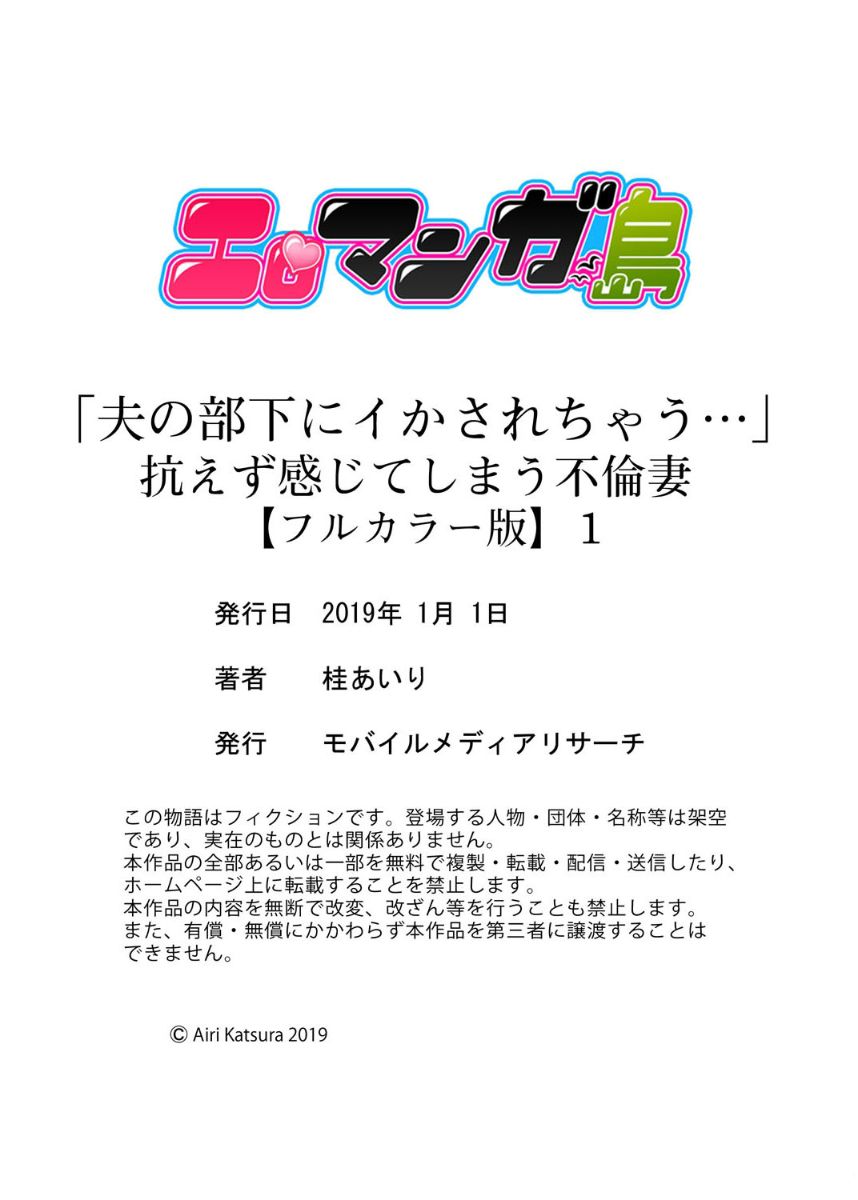 エロマンガ島
「夫の部下にイかされちゃう…」
抗えず感じてしまう不倫妻
【フルカラー版】 1
発行日 2019年 1月 1日
著者 桂あいり
発行 モバイルメディアリサーチ
この物語はフィクションです。登場する人物・団体・名称等は架空
であり、実在のものとは関係ありません。
本作品の全部あるいは一部を無料で複製・転載・配信・送信したり、
ホームページ上に転載することを禁止します。
本作品の内容を無断で改変、改ざん等を行うことも禁止します。
また、有償・無償にかかわらず本作品を第三者に譲渡することは
できません。
© Airi Katsura 2019